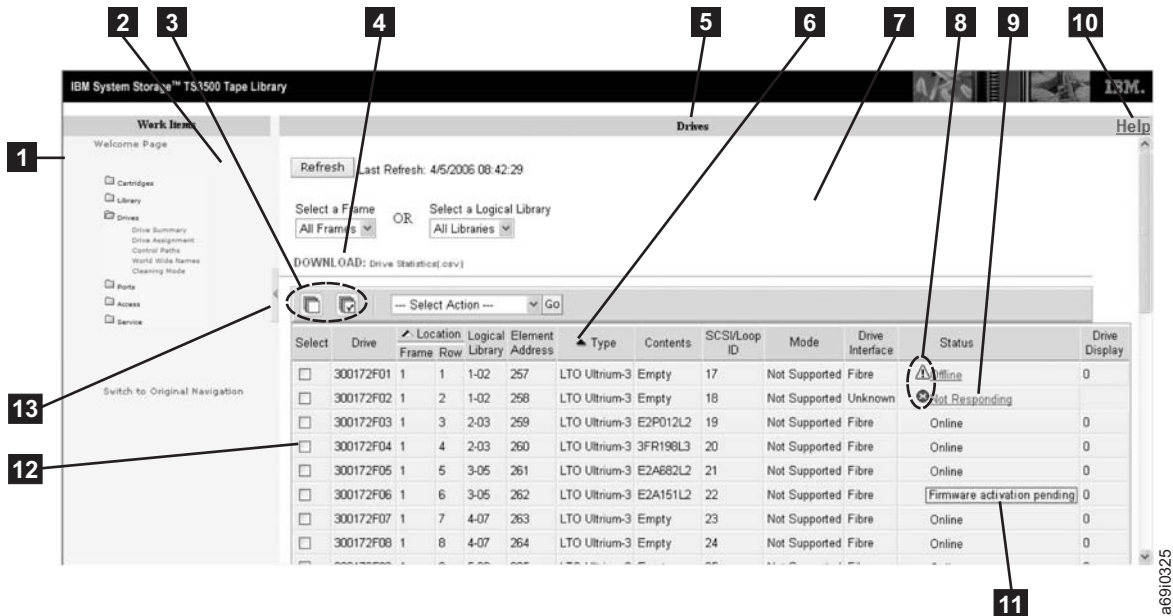 2 3 4 5 6 7 8 9 10
IBM System Storage™ TS3500 Tape Library
IBM.
Work Items
Drives
Help
1
Welcome Page
Cartridges
Library
Drives
Drive Summary
Drive Assignment
Control Paths
World Wide Names
Cleaning Mode
Ports
Access
Service
Switch to Original Navigation
13
12
Refresh Last Refresh: 4/5/2006 08:42:29
Select a Frame OR Select a Logical Library
All Frames All Libraries
DOWNLOAD: Drive Statistics(.csv)
--- Select Action --- Go
Select Drive Location Frame Row Logical Library Element Address Type Contents SCSI/Loop ID Mode Drive Interface Status Drive Display
300172F01 1 1 1-02 257 LTO Ultrium-3 Empty 17 Not Supported Fibre Offline 0
300172F02 1 2 1-02 258 LTO Ultrium-3 Empty 18 Not Supported Unknown Not Responding
300172F03 1 3 2-03 259 LTO Ultrium-3 E2P012L2 19 Not Supported Fibre Online 0
300172F04 1 4 2-03 260 LTO Ultrium-3 3FR198L3 20 Not Supported Fibre Online 0
300172F05 1 5 3-05 261 LTO Ultrium-3 E2A682L2 21 Not Supported Fibre Online 0
300172F06 1 6 3-05 262 LTO Ultrium-3 E2A151L2 22 Not Supported Fibre Firmware activation pending 0
300172F07 1 7 4-07 263 LTO Ultrium-3 Empty 23 Not Supported Fibre Online 0
300172F08 1 8 4-07 264 LTO Ultrium-3 Empty 24 Not Supported Fibre Online 0
11
a69i0325